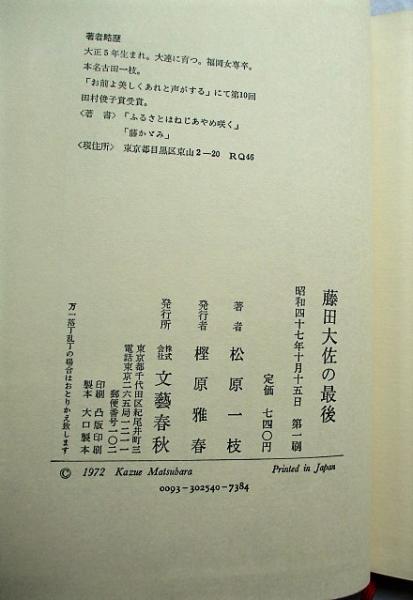 著者略歴
大正5年生まれ。大連に育つ。福岡女専卒。
本名古田一枝。
「お前よ美しくあれと声がする」にて第10回
田村俊子賞受賞。
〈著 書〉「ふるさとはねじあやめ咲く」
「藤かゞみ」
〈現住所〉 東京都目黒区東山2—20 RQ46
藤田大佐の最後
昭和四十七年十月十五日 第一刷
定価 七四〇円
著者 松原一枝
発行者 樫原雅春
発行所 株式会社 文藝春秋
東京都千代田区紀尾井町三
電話東京二六五局一二一一
郵便番号一〇二
印刷 凸版印刷
製本 大口製本
万一落丁乱丁の場合はおとりかえ致します
© 1972 Kazue Matsubara Printed in Japan
0093-302540-7384